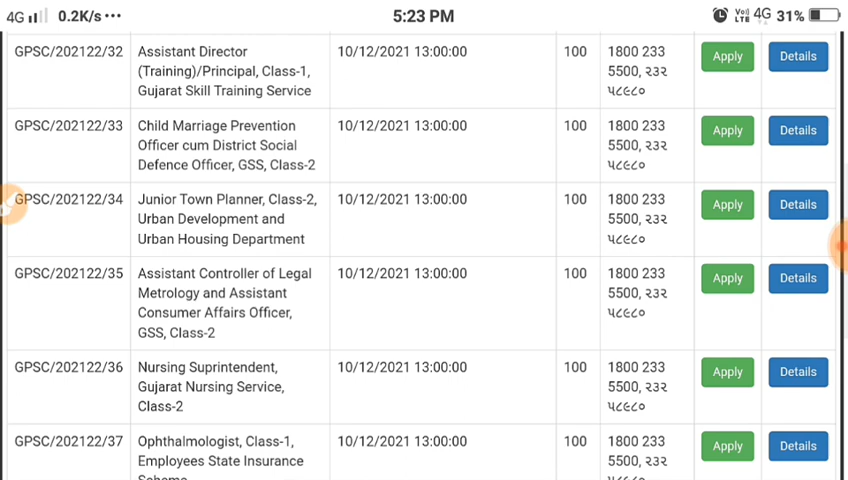 4G 0.2K/s ••• 5:23 PM Vo)) LTE 4G 31%
GPSC/202122/32 Assistant Director 10/12/2021 13:00:00 100 1800 233 Apply Details
(Training)/Principal, Class-1, 5500, ૨૩૨
Gujarat Skill Training Service ૫૮૯૮૦
GPSC/202122/33 Child Marriage Prevention 10/12/2021 13:00:00 100 1800 233 Apply Details
Officer cum District Social 5500, ૨૩૨
Defence Officer, GSS, Class-2 ૫૮૯૮૦
GPSC/202122/34 Junior Town Planner, Class-2, 10/12/2021 13:00:00 100 1800 233 Apply Details
Urban Development and 5500, ૨૩૨
Urban Housing Department ૫૮૯૮૦
GPSC/202122/35 Assistant Controller of Legal 10/12/2021 13:00:00 100 1800 233 Apply Details
Metrology and Assistant 5500, ૨૩૨
Consumer Affairs Officer, ૫૮૯૮૦
GSS, Class-2
GPSC/202122/36 Nursing Suprintendent, 10/12/2021 13:00:00 100 1800 233 Apply Details
Gujarat Nursing Service, 5500, ૨૩૨
Class-2 ૫૮૯૮૦
GPSC/202122/37 Ophthalmologist, Class-1, 10/12/2021 13:00:00 100 1800 233 Apply Details
Employees State Insurance 5500, ૨૩૨
Scheme ૫૮૯૮૦